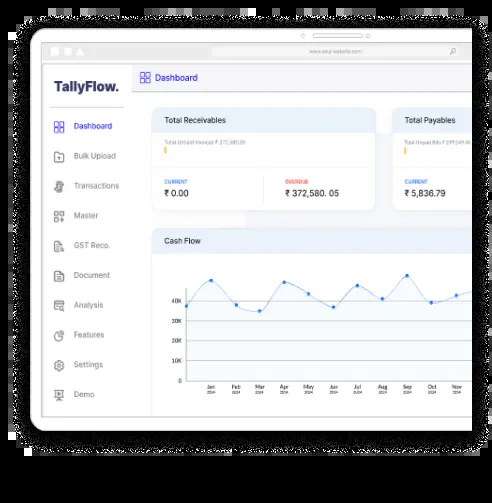 www.your-website.com
TallyFlow.
Dashboard
Dashboard
Bulk Upload
Transactions
Master
GST Reco.
Document
Analysis
Features
Settings
Demo
Total Receivables
Total Unpaid Invoices ₹ 372,580.05
CURRENT
₹ 0.00
OVERDUE
₹ 372,580. 05
Total Payables
Total Unpaid Bills ₹
CURRENT
₹ 5,836.79
Cash Flow
40K
30K
20K
10K
0
Jan Feb Mar Apr May Jun Jul Aug Sep Oct Nov
2024 2024 2024 2024 2024 2024 2024 2024 2024 2024 2024